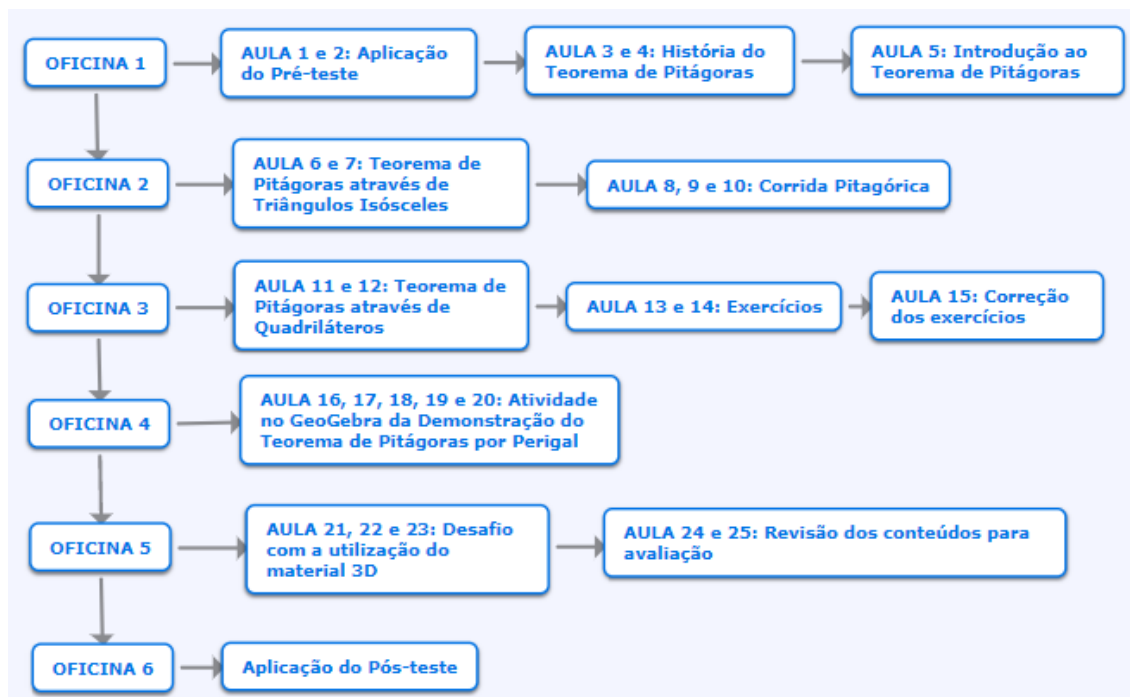 OFICINA 1
AULA 1 e 2: Aplicação
do Pré-teste
AULA 3 e 4: História do
Teorema de Pitágoras
AULA 5: Introdução ao
Teorema de Pitágoras
OFICINA 2
AULA 6 e 7: Teorema de
Pitágoras através de
Triângulos Isósceles
AULA 8, 9 e 10: Corrida Pitagórica
OFICINA 3
AULA 11 e 12: Teorema de
Pitágoras através de
Quadriláteros
AULA 13 e 14: Exercícios
AULA 15: Correção
dos exercícios
OFICINA 4
AULA 16, 17, 18, 19 e 20: Atividade
no GeoGebra da Demonstração do
Teorema de Pitágoras por Perigal
OFICINA 5
AULA 21, 22 e 23: Desafio
com a utilização do
material 3D
AULA 24 e 25: Revisão dos conteúdos para
avaliação
OFICINA 6
Aplicação do Pós-teste